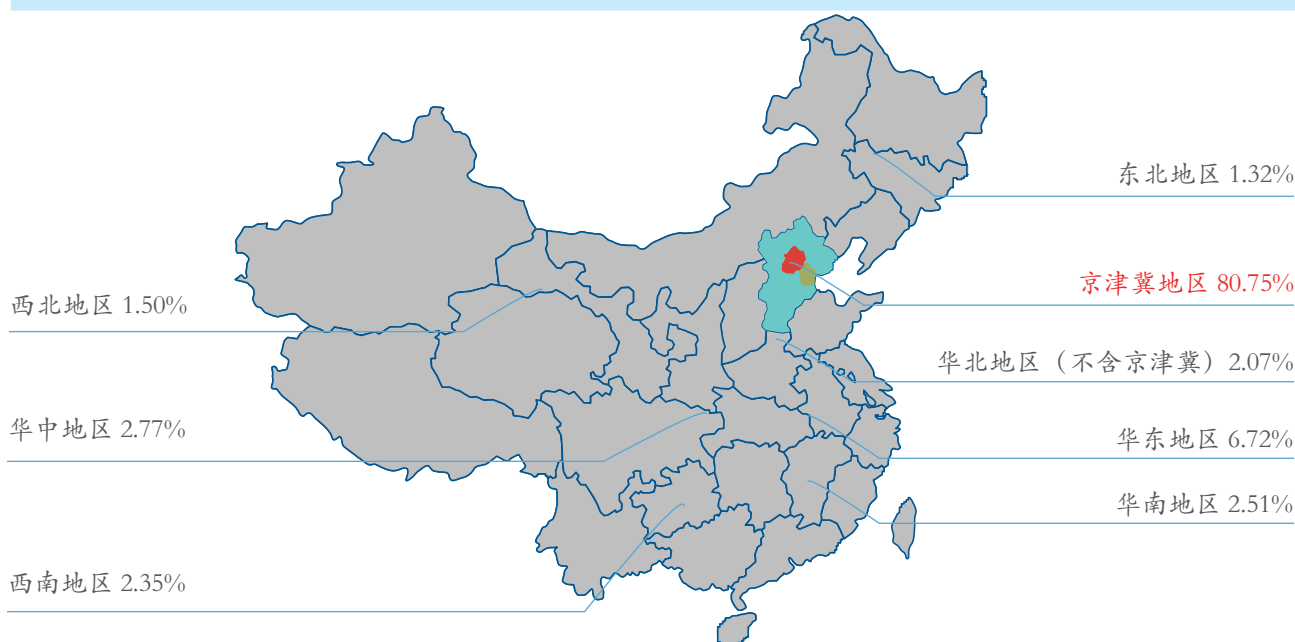 东北地区 1.32%
京津冀地区 80.75%
西北地区 1.50%
华北地区（不含京津冀）2.07%
华中地区 2.77%
华东地区 6.72%
华南地区 2.51%
西南地区 2.35%